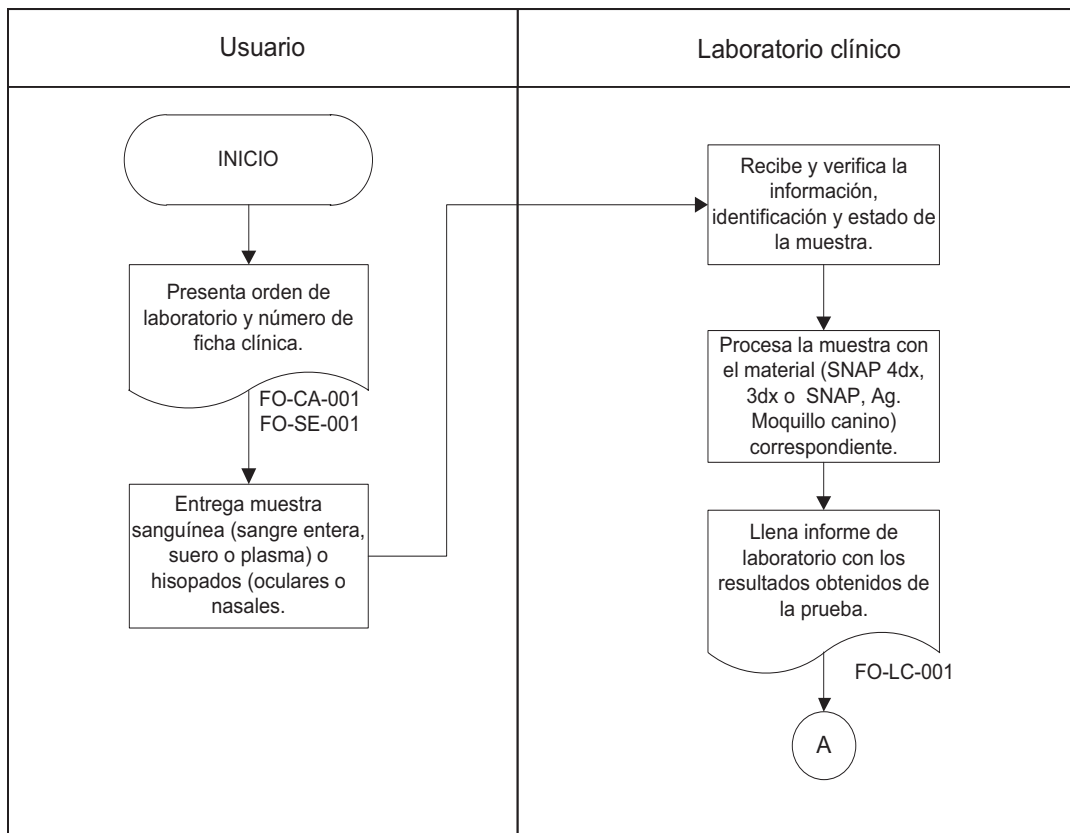 Usuario
Laboratorio clínico
INICIO
Presenta orden de
laboratorio y número de
ficha clínica.
FO-CA-001
FO-SE-001
Entrega muestra
sanguínea (sangre entera,
suero o plasma) o
hisopados (oculares o
nasales.
Recibe y verifica la
información,
identificación y estado de
la muestra.
Procesa la muestra con
el material (SNAP 4dx,
3dx o SNAP, Ag.
Moquillo canino)
correspondiente.
Llena informe de
laboratorio con los
resultados obtenidos de
la prueba.
FO-LC-001
A